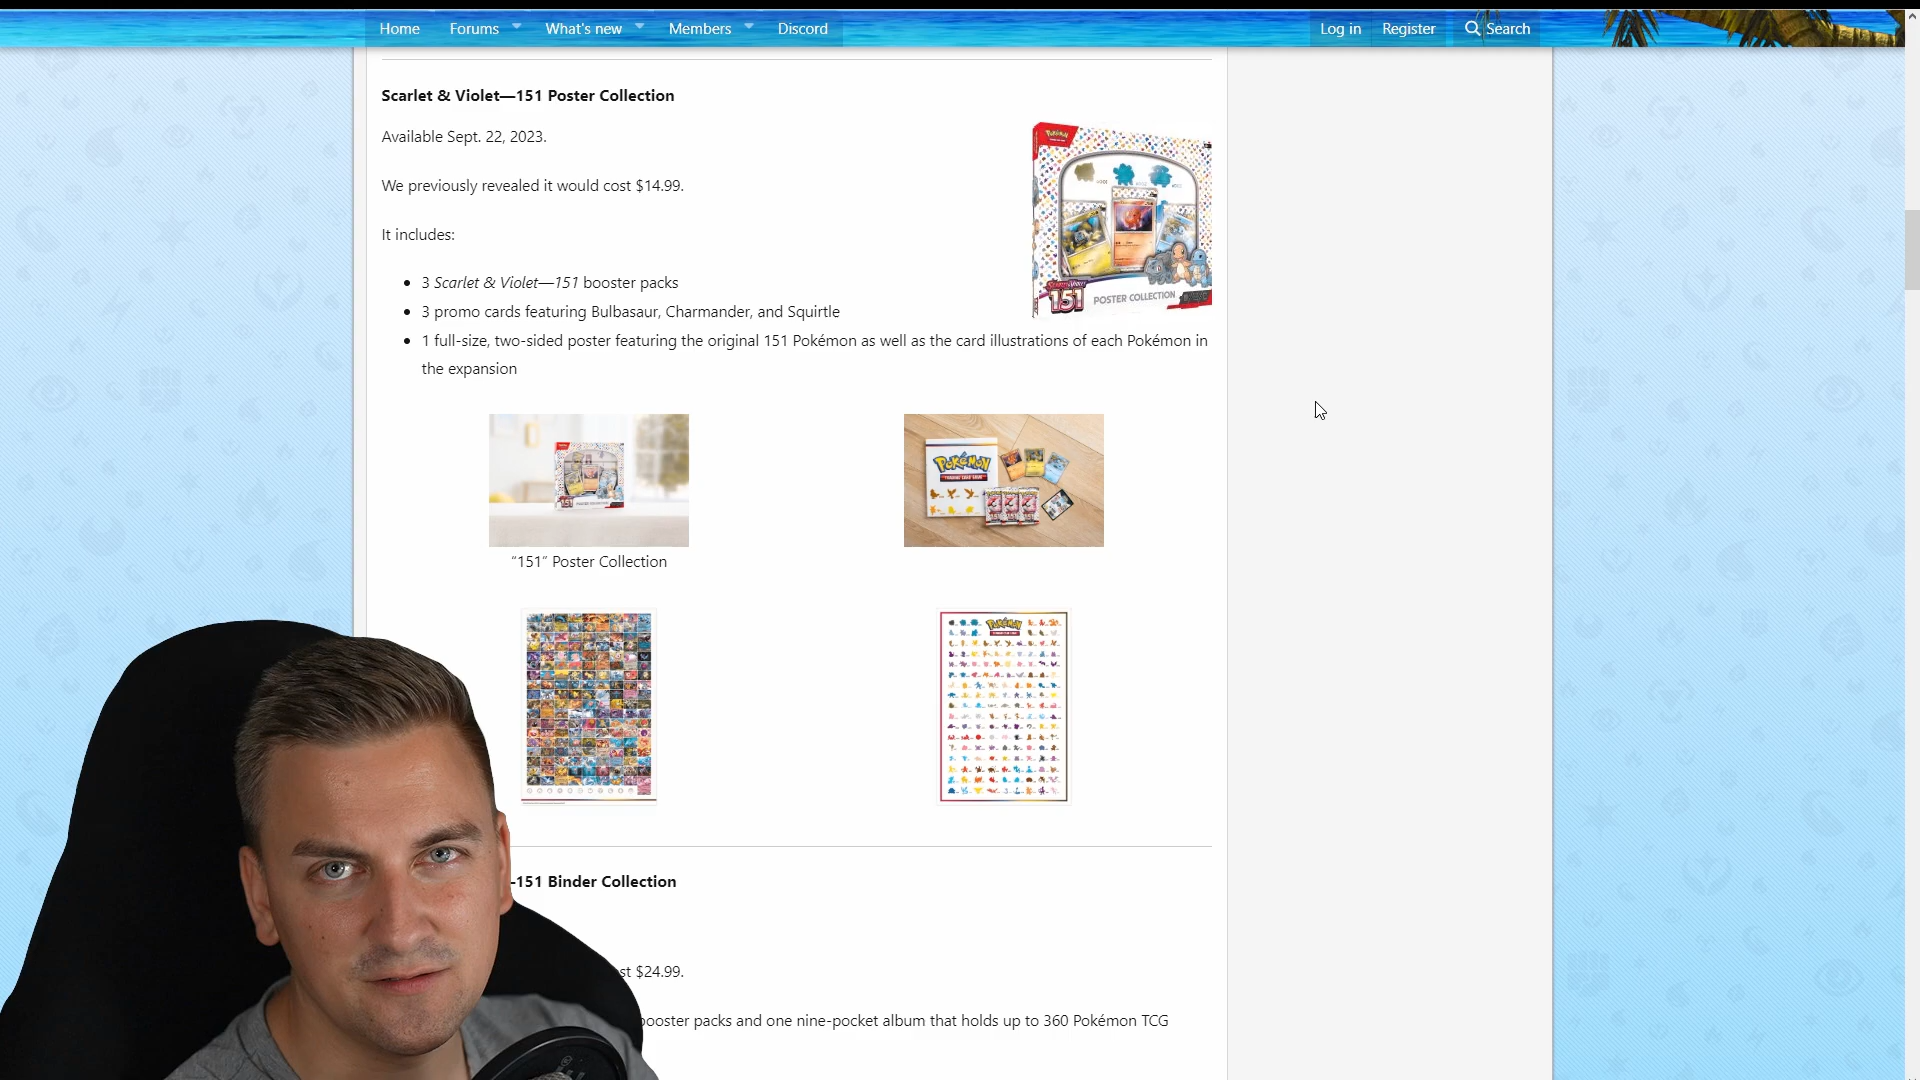 Home Forums What's new Members Discord Log in Register Search
Scarlet & Violet—151 Poster Collection
Available Sept. 22, 2023.
We previously revealed it would cost $14.99.
It includes:
• 3 Scarlet & Violet—151 booster packs
• 3 promo cards featuring Bulbasaur, Charmander, and Squirtle
• 1 full-size, two-sided poster featuring the original 151 Pokémon as well as the card illustrations of each Pokémon in
the expansion
POKéMON
151
POSTER COLLECTION
POKéMON
“151” Poster Collection
POKéMON
-151 Binder Collection
st $24.99.
booster packs and one nine-pocket album that holds up to 360 Pokémon TCG